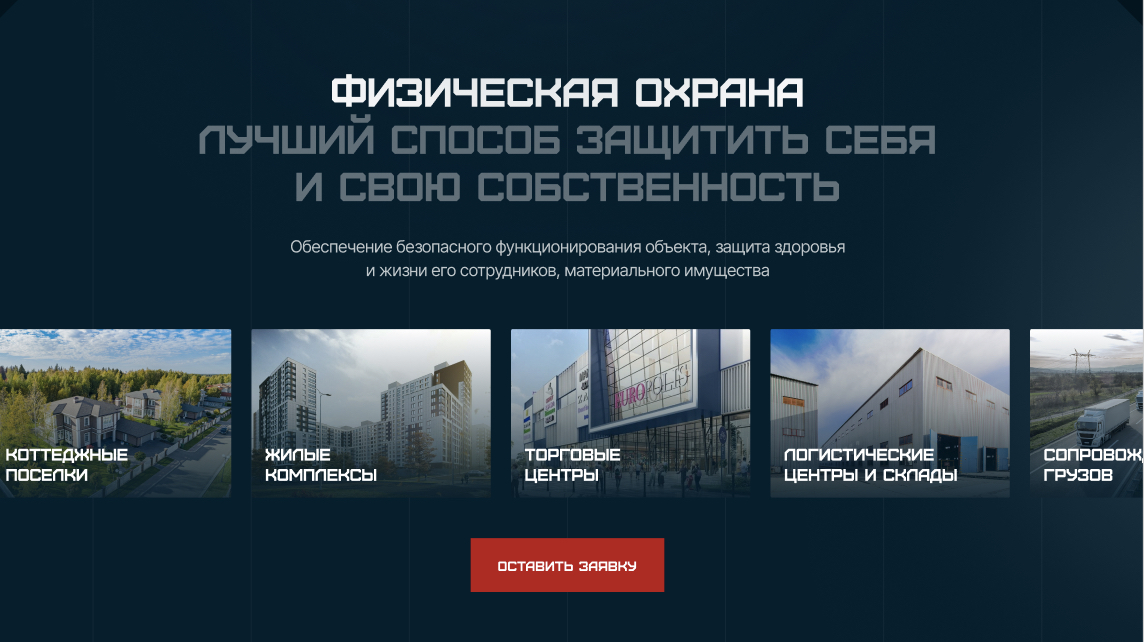 ФИЗИЧЕСКАЯ ОХРАНА
ЛУЧШИЙ СПОСОБ ЗАЩИТИТЬ СЕБЯ
И СВОЮ СОБСТВЕННОСТЬ
Обеспечение безопасного функционирования объекта, защита здоровья
и жизни его сотрудников, материального имущества
КОТТЕДЖНЫЕ
ПОСЕЛКИ
ЖИЛЫЕ
КОМПЛЕКСЫ
ТОРГОВЫЕ
ЦЕНТРЫ
ЛОГИСТИЧЕСКИЕ
ЦЕНТРЫ И СКЛАДЫ
СОПРОВОЖ
ГРУЗОВ
ОСТАВИТЬ ЗАЯВКУ